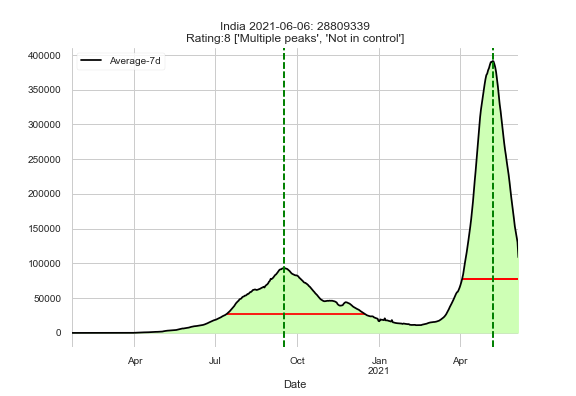 India 2021-06-06: 28809339
Rating:8 ['Multiple peaks', 'Not in control']
Average-7d
400000
350000
300000
250000
200000
150000
100000
50000
0
Apr
Jul
Oct
Jan
2021
Apr
Date